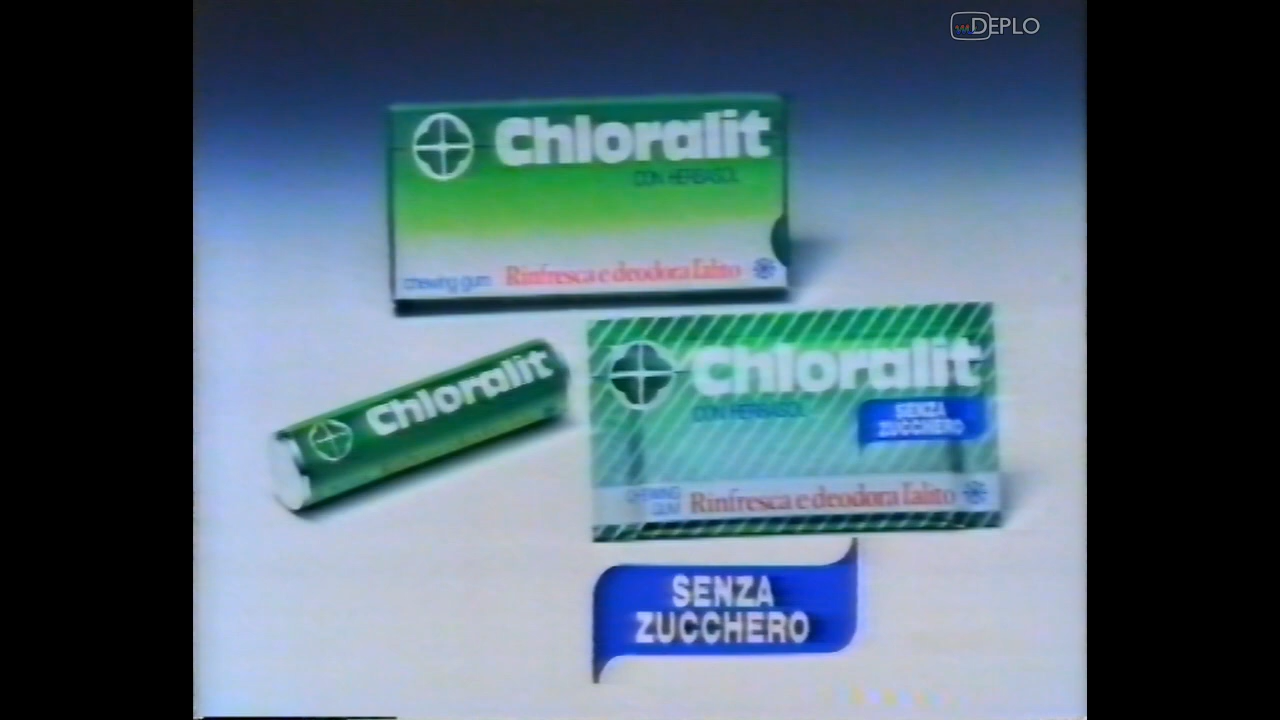 DEPLO
Chloralit
CON HERBASOL
chewing gum Rinfresca e deodora l'alito
Chloralit
Chloralit
CON HERBASOL
SENZA
ZUCCHERO
CHEWING
GUM Rinfresca e deodora l'alito
SENZA
ZUCCHERO